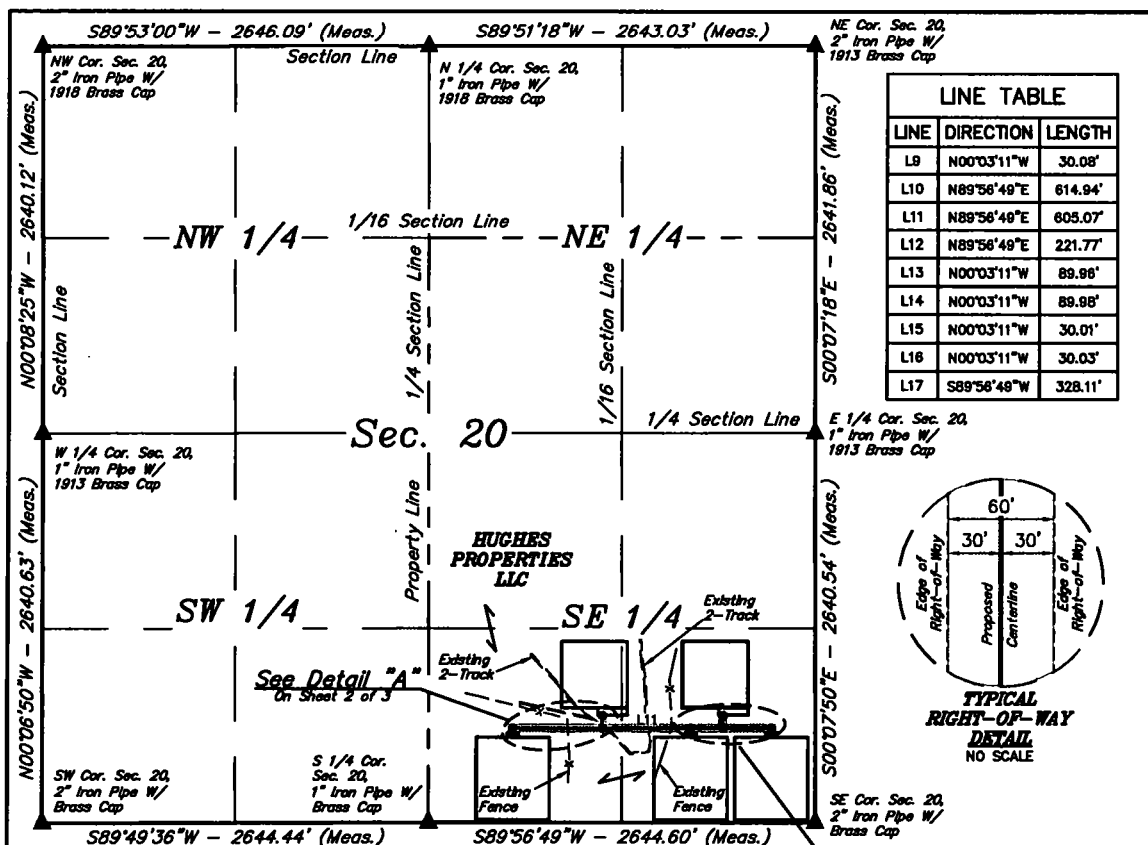 S89°53'00"W - 2646.09' (Meas.)
S89°51'18"W - 2643.03' (Meas.)
NE Cor. Sec. 20,
2" Iron Pipe W/
1913 Brass Cap
NW Cor. Sec. 20,
2" Iron Pipe W/
1918 Brass Cap
Section Line
N 1/4 Cor. Sec. 20,
1" Iron Pipe W/
1918 Brass Cap
LINE TABLE
LINE DIRECTION LENGTH
L9 N00°03'11"W 30.08'
L10 N89°56'49"E 614.94'
L11 N89°56'49"E 605.07'
L12 N89°56'49"E 221.77'
L13 N00°03'11"W 89.96'
L14 N00°03'11"W 89.98'
L15 N00°03'11"W 30.01'
L16 N00°03'11"W 30.03'
L17 S89°56'49"W 328.11'
N00°08'25"W - 2640.12' (Meas.)
Section Line
NW 1/4
1/16 Section Line
NE 1/4
1/4 Section Line
1/16 Section Line
S00°07'18"E - 2641.86' (Meas.)
Sec. 20
1/4 Section Line
E 1/4 Cor. Sec. 20,
1" Iron Pipe W/
1913 Brass Cap
W 1/4 Cor. Sec. 20,
1" Iron Pipe W/
1913 Brass Cap
N00°06'50"W - 2640.63' (Meas.)
Property Line
HUGHES
PROPERTIES
LLC
SW 1/4
SE 1/4
Existing
2-Track
Existing
2-Track
S00°07'50"E - 2640.54' (Meas.)
60'
30' 30'
Edge of
Right-of-Way
Proposed
Centerline
Edge of
Right-of-Way
TYPICAL
RIGHT-OF-WAY
DETAIL
NO SCALE
See Detail "A"
On Sheet 2 of 3
L11
SW Cor. Sec. 20,
2" Iron Pipe W/
Brass Cap
S 1/4 Cor.
Sec. 20,
1" Iron Pipe W/
Brass Cap
Existing
Fence
Existing
Fence
SE Cor. Sec. 20,
2" Iron Pipe W/
Brass Cap
S89°49'36"W - 2644.44' (Meas.)
S89°56'49"W - 2644.60' (Meas.)